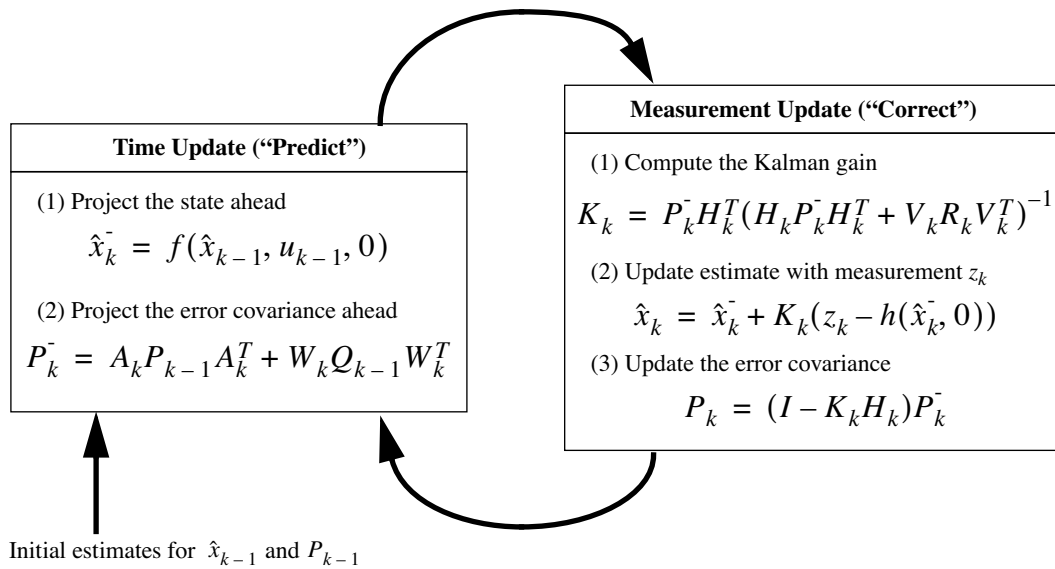 Time Update (“Predict”)
(1) Project the state ahead
x̂ₖ⁻ = f(x̂ₖ₋₁, uₖ₋₁, 0)
(2) Project the error covariance ahead
Pₖ⁻ = AₖPₖ₋₁Aₖᵀ + WₖQₖ₋₁Wₖᵀ
Initial estimates for x̂ₖ₋₁ and Pₖ₋₁
Measurement Update (“Correct”)
(1) Compute the Kalman gain
Kₖ = Pₖ⁻Hₖᵀ(HₖPₖ⁻Hₖᵀ + VₖRₖVₖᵀ)⁻¹
(2) Update estimate with measurement zₖ
x̂ₖ = x̂ₖ⁻ + Kₖ(zₖ – h(x̂ₖ⁻, 0))
(3) Update the error covariance
Pₖ = (I – KₖHₖ)Pₖ⁻